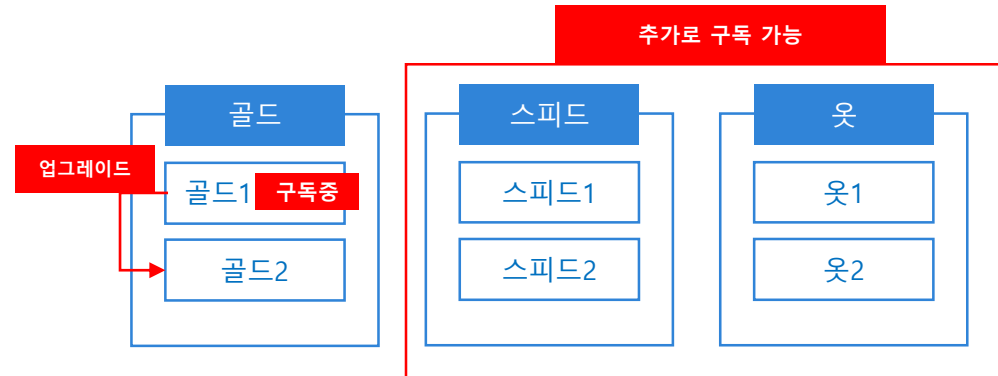 추가로 구독 가능
골드
스피드
옷
업그레이드
골드1
구독중
스피드1
옷1
골드2
스피드2
옷2